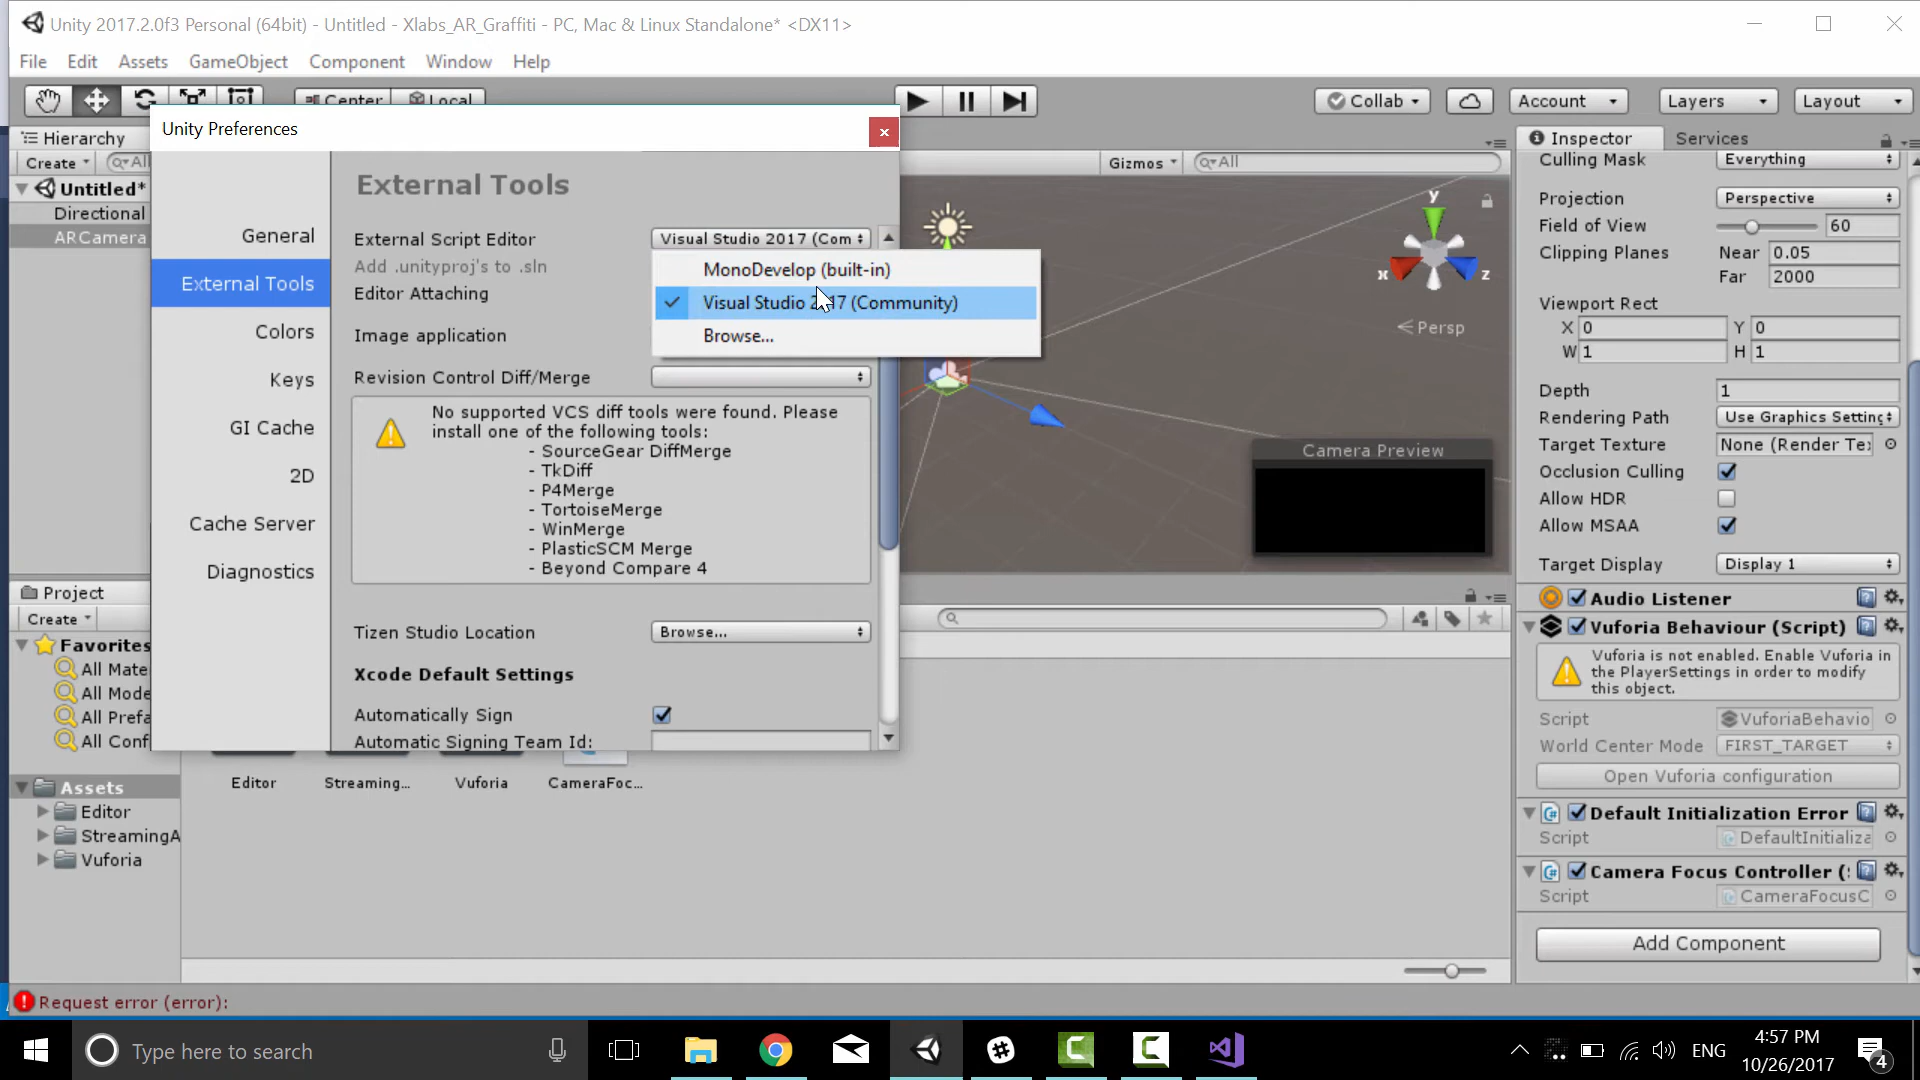 Unity 2017.2.0f3 Personal (64bit) - Untitled - Xlabs_AR_Graffiti - PC, Mac & Linux Standalone* <DX11>
File Edit Assets GameObject Component Window Help
Center Local
Collab Account Layers Layout
Hierarchy
Create All
Untitled*
Directional
ARCamera
Unity Preferences
General
External Tools
Colors
Keys
GI Cache
2D
Cache Server
Diagnostics
External Tools
External Script Editor Visual Studio 2017 (Com
Add .unityproj's to .sln
Editor Attaching
Image application
MonoDevelop (built-in)
Visual Studio 2017 (Community)
Browse...
Revision Control Diff/Merge
No supported VCS diff tools were found. Please
install one of the following tools:
- SourceGear DiffMerge
- TkDiff
- P4Merge
- TortoiseMerge
- WinMerge
- PlasticSCM Merge
- Beyond Compare 4
Tizen Studio Location Browse...
Xcode Default Settings
Automatically Sign
Automatic Signing Team Id:
Gizmos All
y
x z
Persp
Camera Preview
Inspector Services
Culling Mask Everything
Projection Perspective
Field of View 60
Clipping Planes Near 0.05
Far 2000
Viewport Rect
X 0 Y 0
W 1 H 1
Depth 1
Rendering Path Use Graphics Setting
Target Texture None (Render Te
Occlusion Culling
Allow HDR
Allow MSAA
Target Display Display 1
Audio Listener
Vuforia Behaviour (Script)
Vuforia is not enabled. Enable Vuforia in
the PlayerSettings in order to modify
this object.
Script VuforiaBehavio
World Center Mode FIRST_TARGET
Open Vuforia configuration
Default Initialization Error
Script DefaultInitializa
Camera Focus Controller (
Script CameraFocusC
Add Component
Project
Create
Favorites
All Mate
All Mode
All Prefa
All Conf
Assets
Editor
StreamingA
Vuforia
Editor Streaming... Vuforia CameraFoc...
Request error (error):
Type here to search
ENG
4:57 PM
10/26/2017
4